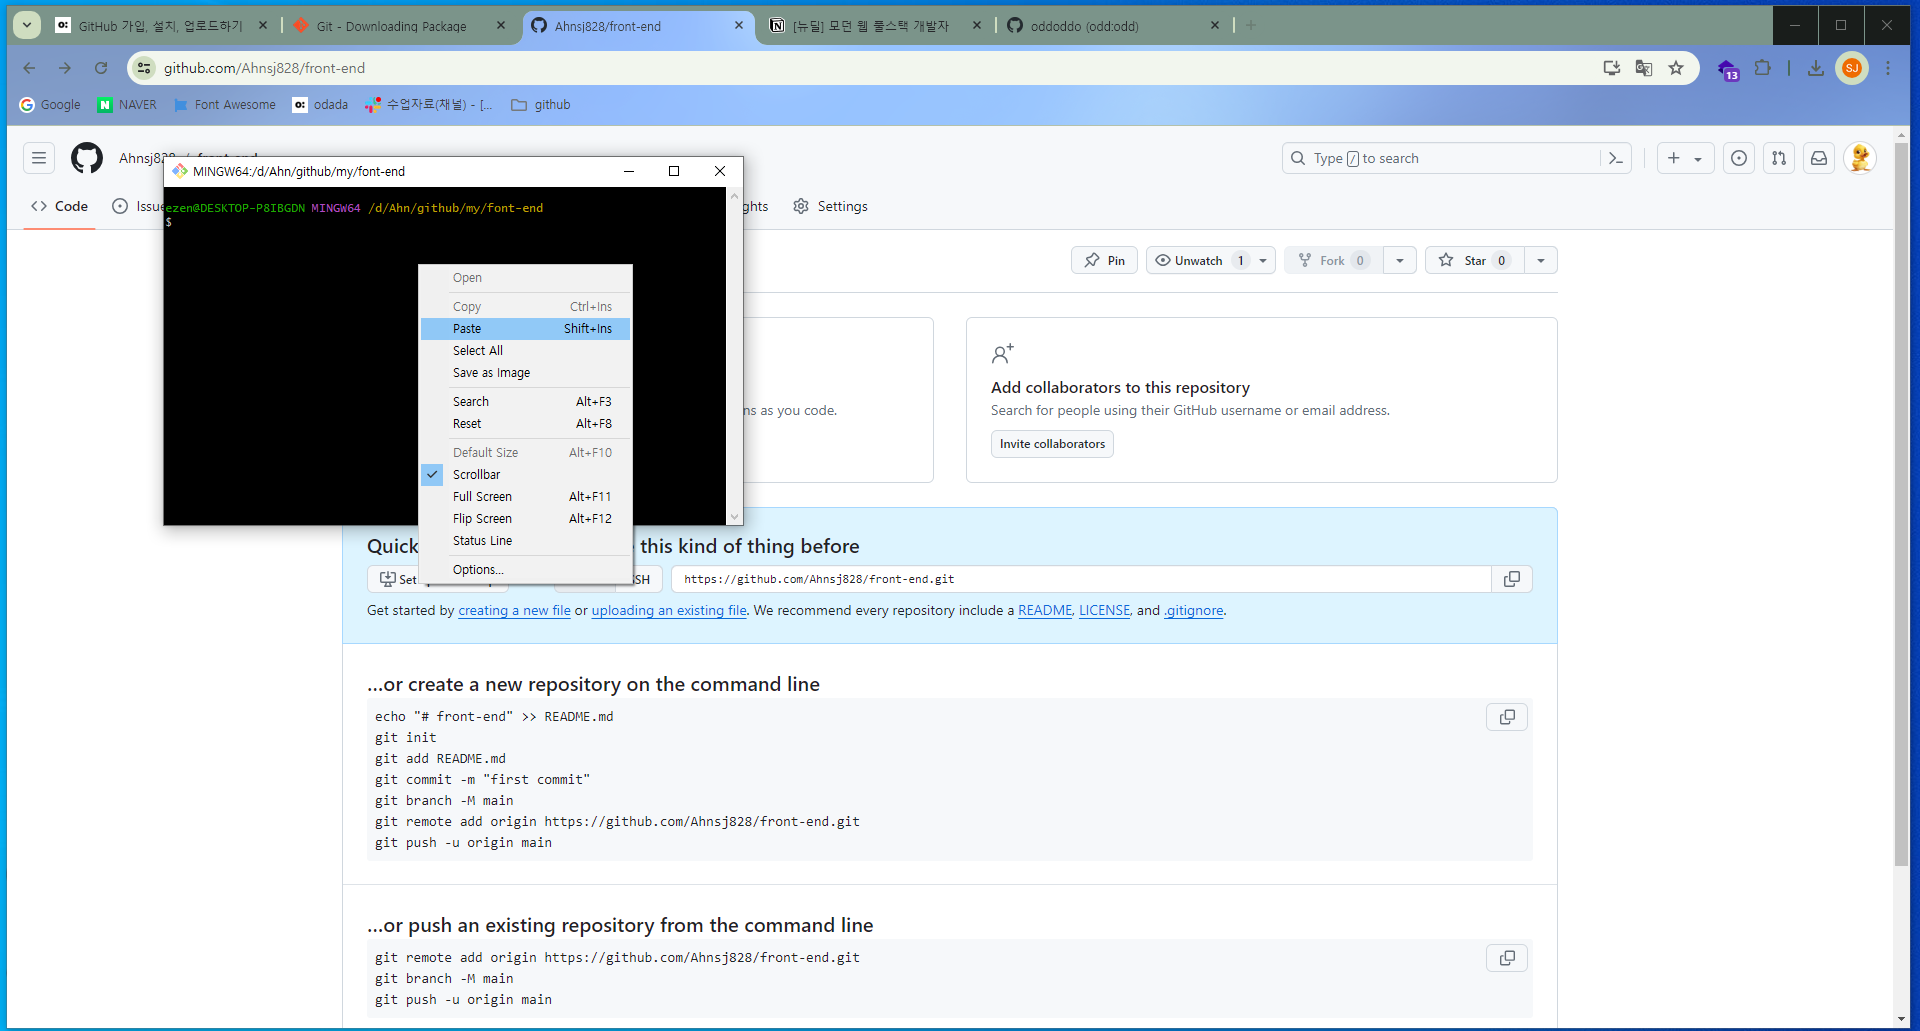 GitHub 가입, 설치, 업로드하기
Git - Downloading Package
Ahnsj828/front-end
[뉴딜] 모던 웹 풀스택 개발자
oddoddo (odd:odd)
github.com/Ahnsj828/front-end
13
SJ
Google
NAVER
Font Awesome
odada
수업자료(채널) - [...
github
Type / to search
MINGW64:/d/Ahn/github/my/font-end
Code
Settings
ezen@DESKTOP-P8IBGDN MINGW64 /d/Ahn/github/my/font-end
$
Pin
Unwatch 1
Fork 0
Star 0
Open
Copy Ctrl+Ins
Paste Shift+Ins
Select All
Save as Image
Search Alt+F3
Reset Alt+F8
Default Size Alt+F10
Scrollbar
Full Screen Alt+F11
Flip Screen Alt+F12
Status Line
Options...
as you code.
Add collaborators to this repository
Search for people using their GitHub username or email address.
Invite collaborators
Quick
this kind of thing before
https://github.com/Ahnsj828/front-end.git
Get started by creating a new file or uploading an existing file. We recommend every repository include a README, LICENSE, and .gitignore.
...or create a new repository on the command line
echo "# front-end" >> README.md
git init
git add README.md
git commit -m "first commit"
git branch -M main
git remote add origin https://github.com/Ahnsj828/front-end.git
git push -u origin main
...or push an existing repository from the command line
git remote add origin https://github.com/Ahnsj828/front-end.git
git branch -M main
git push -u origin main